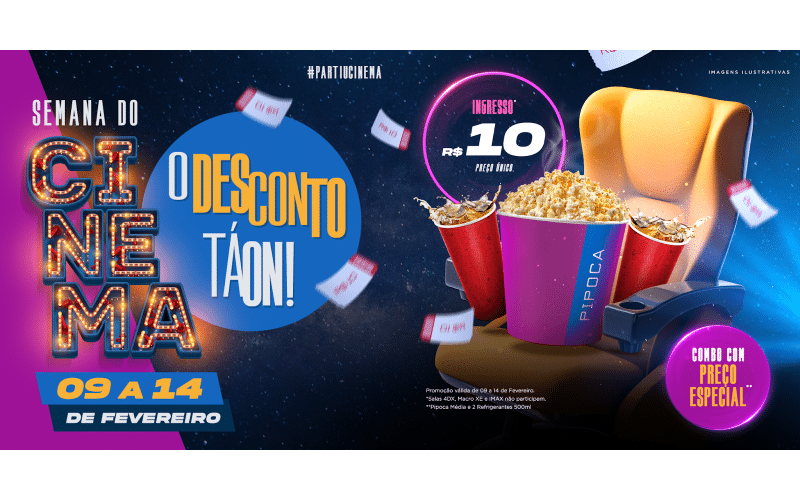 #PARTIUCINEMA
IMAGENS ILUSTRATIVAS
SEMANA DO
CI
NE
MA
09 A 14
DE FEVEREIRO
O DESCONTO
TÁ ON!
INGRESSO*
R$ 10
PREÇO ÚNICO.
PIPOCA
COMBO COM
PREÇO
ESPECIAL**
Promoção válida de 09 a 14 de Fevereiro.
*Salas 4DX, Macro XE e IMAX não participam.
**Pipoca Média e 2 Refrigerantes 500ml